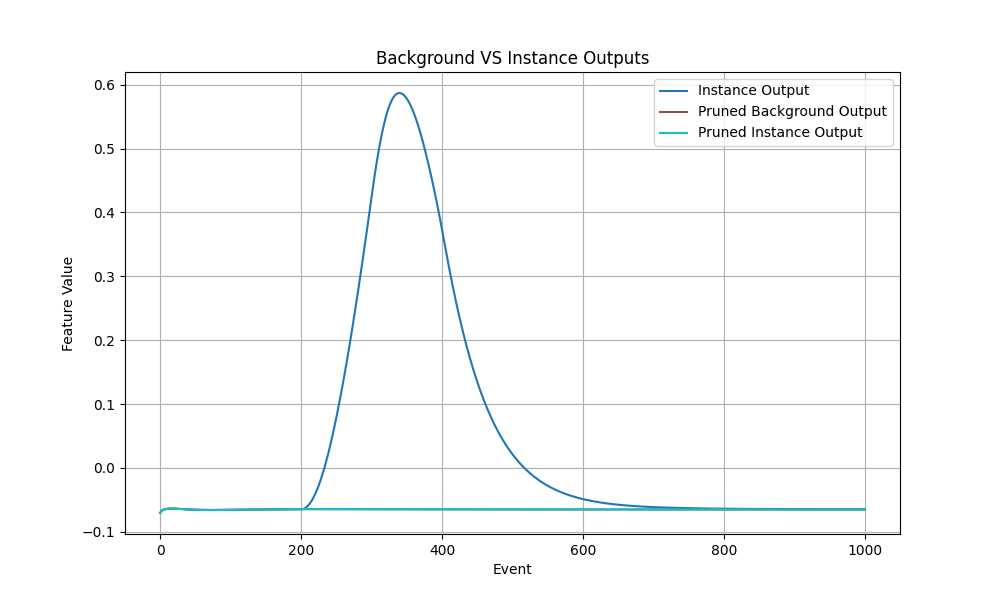 Background VS Instance Outputs
Instance Output
Pruned Background Output
Pruned Instance Output
Feature Value
0.6
0.5
0.4
0.3
0.2
0.1
0.0
−0.1
0 200 400 600 800 1000
Event